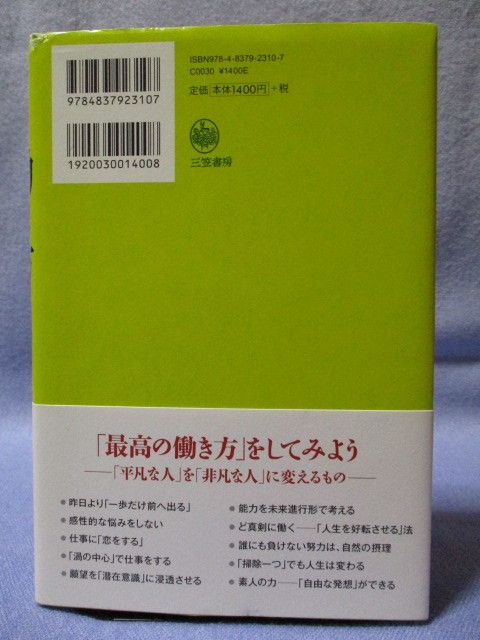 ISBN978-4-8379-2310-7
C0030 ¥1400E
定価 本体1400円 +税
9784837923107
1920030014008
三笠書房
「最高の働き方」をしてみよう
──「平凡な人」を「非凡な人」に変えるもの──
● 昨日より「一歩だけ前へ出る」
● 感性的な悩みをしない
● 仕事に「恋をする」
● 「渦の中心」で仕事をする
● 願望を「潜在意識」に浸透させる
● 能力を未来進行形で考える
● ど真剣に働く──「人生を好転させる」法
● 誰にも負けない努力は、自然の摂理
● 「掃除一つ」でも人生は変わる
● 素人の力──「自由な発想」ができる